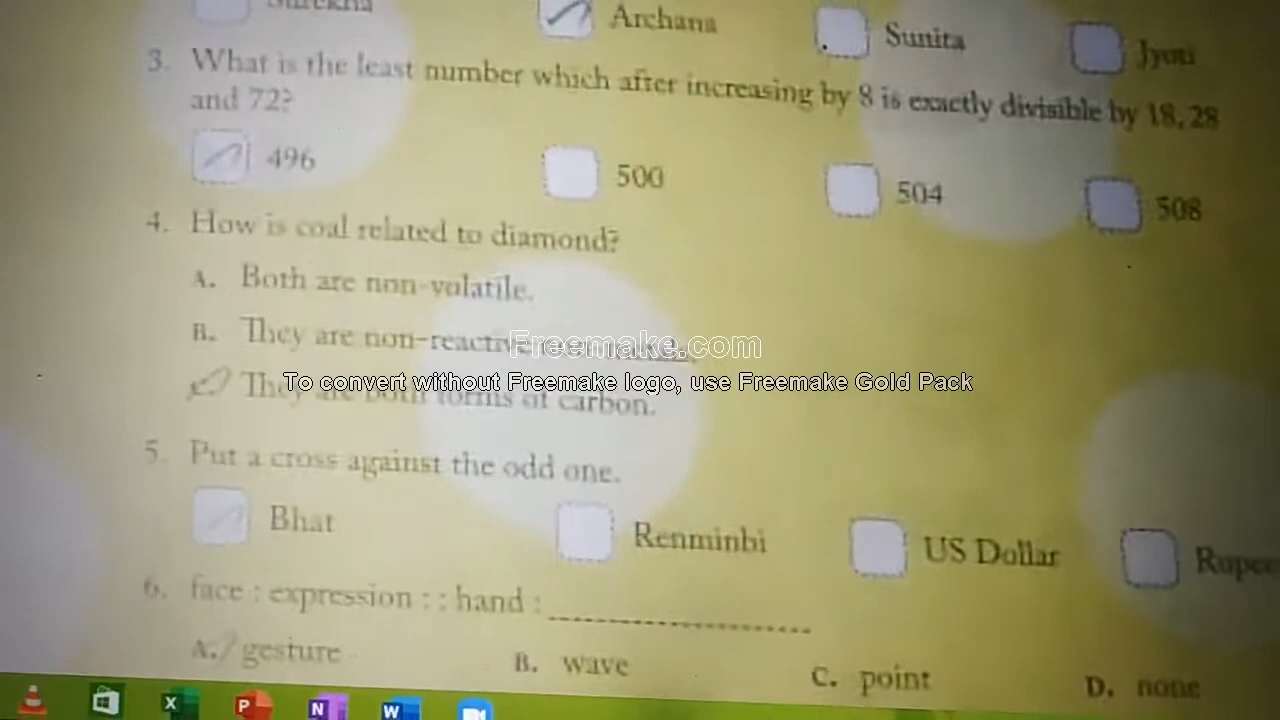 Surekha
Archana
Sunita
Jyoti
3. What is the least number which after increasing by 8 is exactly divisible by 18, 28
and 72?
496
500
504
508
4. How is coal related to diamond?
A. Both are non-volatile.
B. They are non-reactive
Freemake.com
To convert without Freemake logo, use Freemake Gold Pack
They are both forms of carbon.
5. Put a cross against the odd one.
Bhat
Renminbi
US Dollar
Rupee
6. face : expression : : hand :
A. gesture
B. wave
C. point
D. none
X
P
N
W